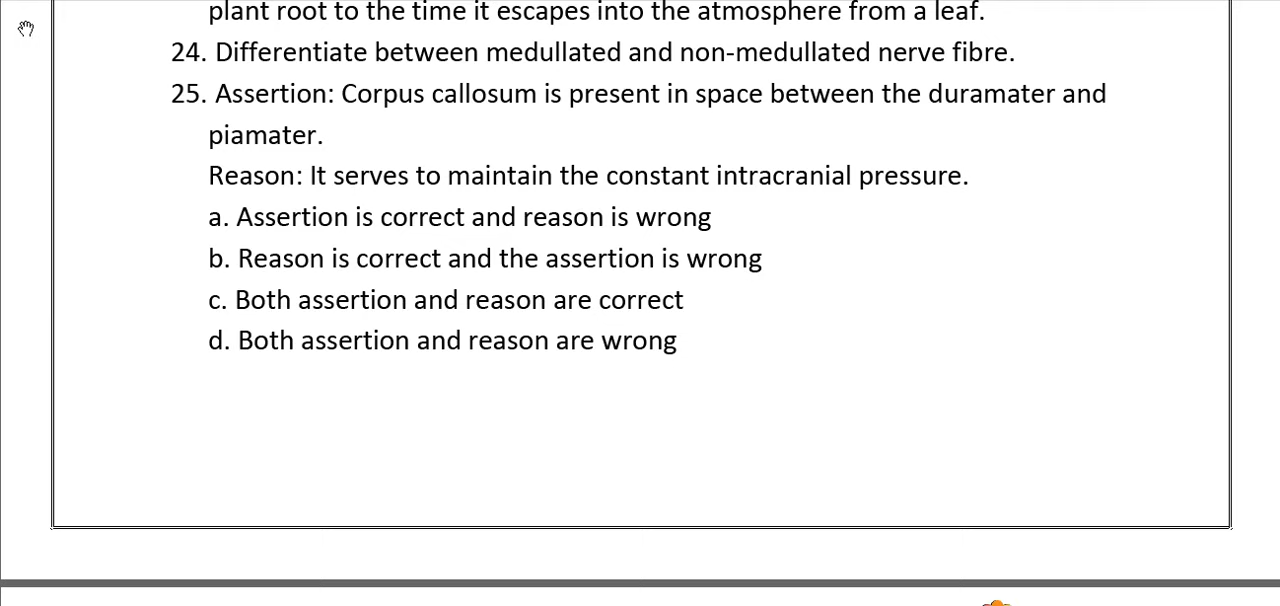 plant root to the time it escapes into the atmosphere from a leaf.
24. Differentiate between medullated and non-medullated nerve fibre.
25. Assertion: Corpus callosum is present in space between the duramater and
piamater.
Reason: It serves to maintain the constant intracranial pressure.
a. Assertion is correct and reason is wrong
b. Reason is correct and the assertion is wrong
c. Both assertion and reason are correct
d. Both assertion and reason are wrong